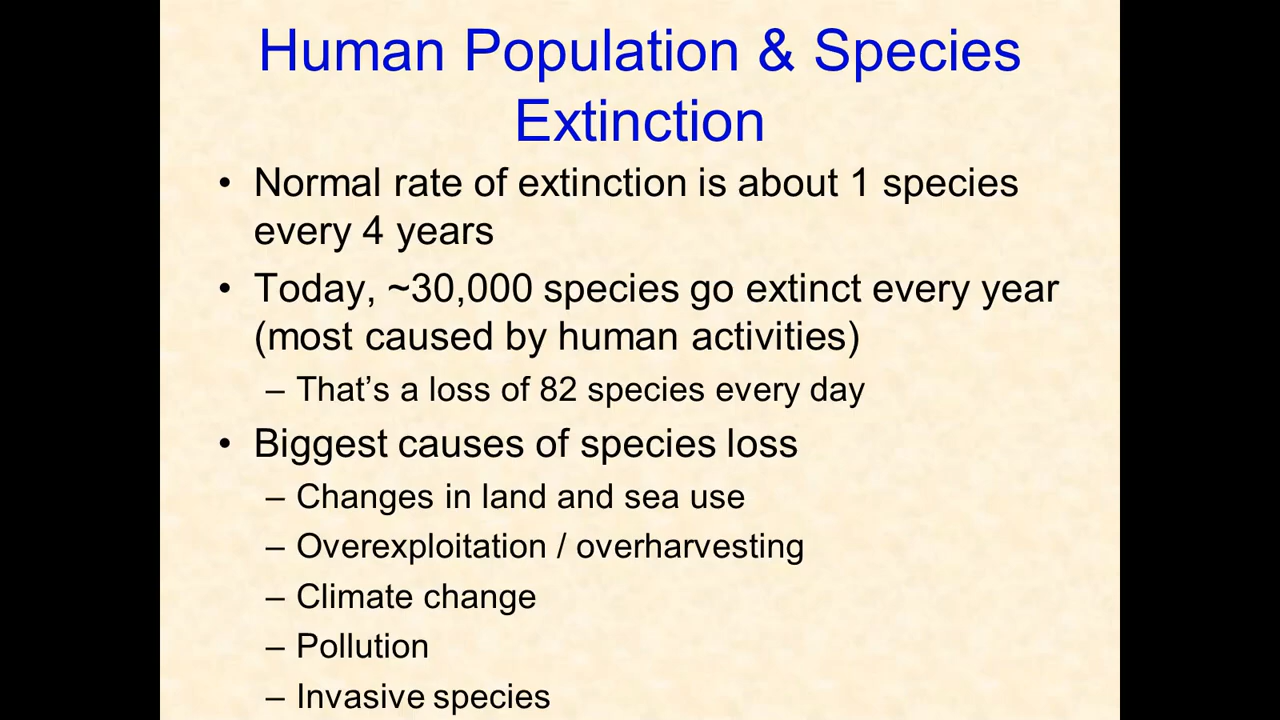 Human Population & Species
Extinction
• Normal rate of extinction is about 1 species
every 4 years
• Today, ~30,000 species go extinct every year
(most caused by human activities)
– That’s a loss of 82 species every day
• Biggest causes of species loss
– Changes in land and sea use
– Overexploitation / overharvesting
– Climate change
– Pollution
– Invasive species